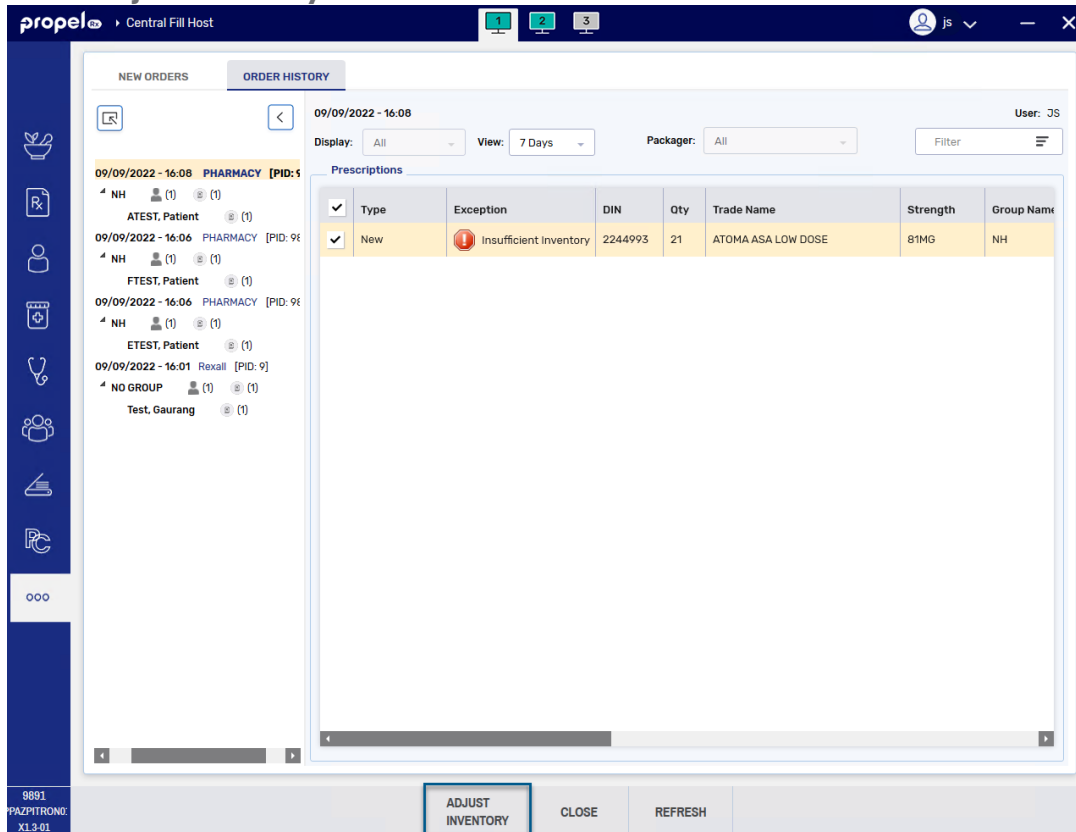 propel Rx Central Fill Host 1 2 3 js
NEW ORDERS ORDER HISTORY
09/09/2022 - 16:08 User: JS
Display: All View: 7 Days Packager: All Filter
09/09/2022 - 16:08 PHARMACY [PID: 9
NH (1) (1)
ATEST, Patient (1)
09/09/2022 - 16:06 PHARMACY [PID: 98
NH (1) (1)
FTEST, Patient (1)
09/09/2022 - 16:06 PHARMACY [PID: 98
NH (1) (1)
ETEST, Patient (1)
09/09/2022 - 16:01 Rexall [PID: 9]
NO GROUP (1) (1)
Test, Gaurang (1)
Prescriptions
Type Exception DIN Qty Trade Name Strength Group Name
New Insufficient Inventory 2244993 21 ATOMA ASA LOW DOSE 81MG NH
Rx
PC
9891
PPAZPITRON0:
X1.3-01
ADJUST
INVENTORY
CLOSE
REFRESH